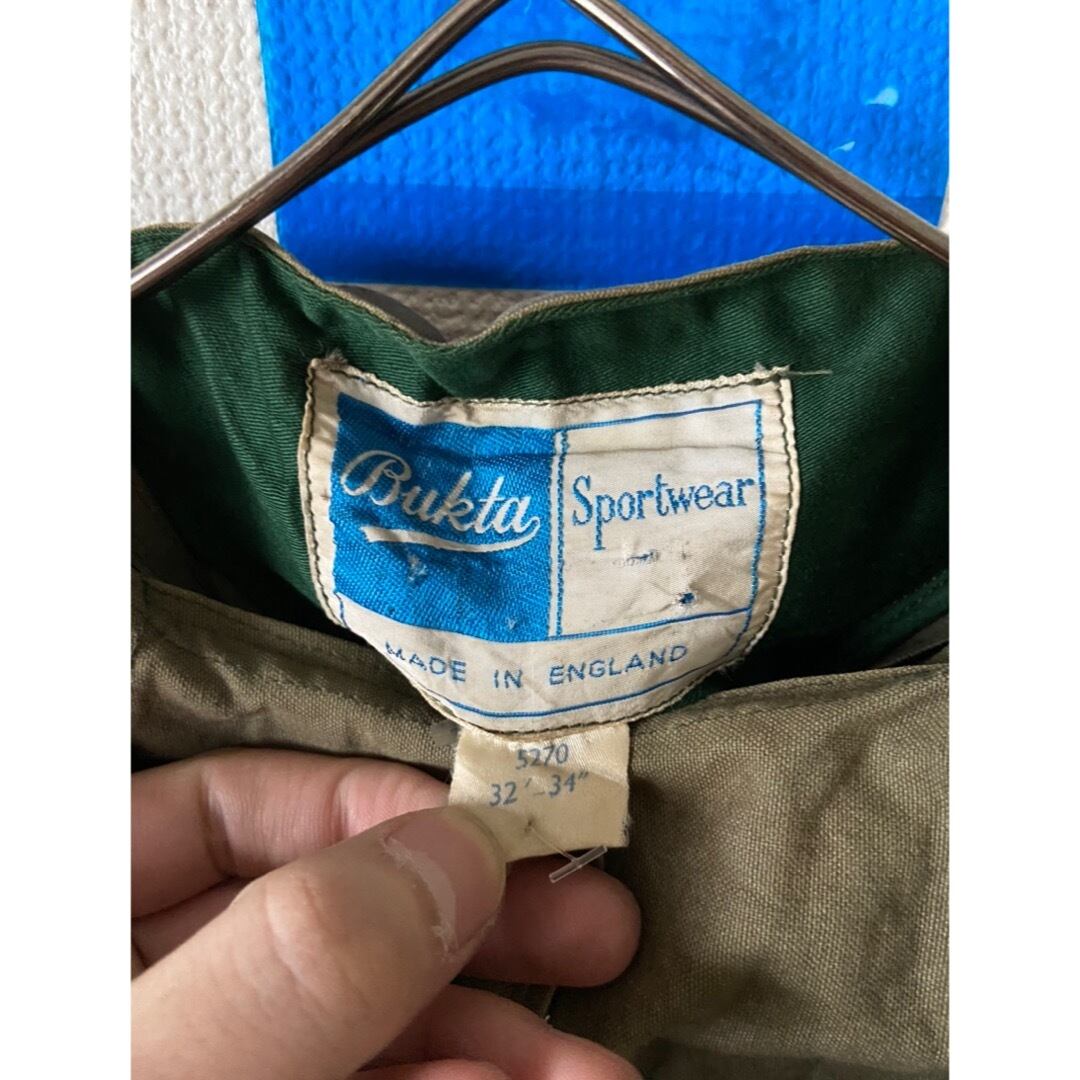 Bukta Sportwear
MADE IN ENGLAND
5270
32"-34"